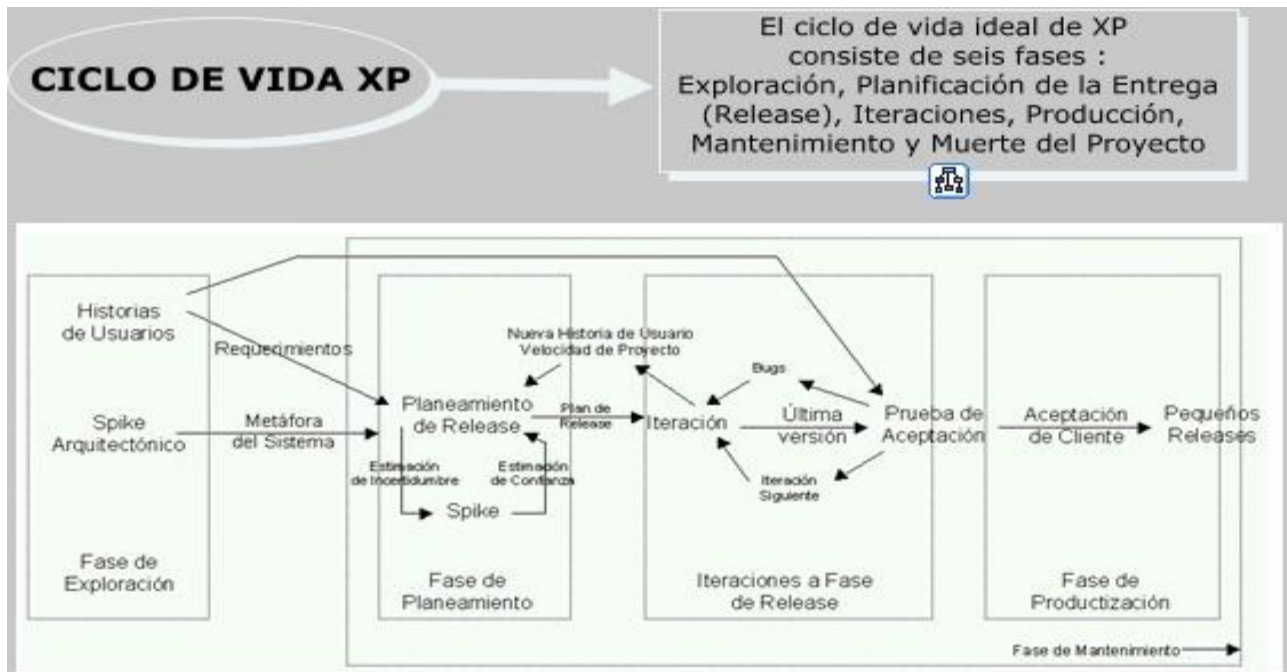 CICLO DE VIDA XP
El ciclo de vida ideal de XP
consiste de seis fases :
Exploración, Planificación de la Entrega
(Release), Iteraciones, Producción,
Mantenimiento y Muerte del Proyecto
Historias
de Usuarios
Requerimientos
Spike
Arquitectónico
Metáfora
del Sistema
Fase de
Exploración
Nueva Historia de Usuario
Velocidad de Proyecto
Planeamiento
de Release
Plan de
Release
Estimación
de Incertidumbre
Estimación
de Confianza
Spike
Fase de
Planeamiento
Iteración
Bugs
Última
versión
Prueba de
Aceptación
Iteración
Siguiente
Iteraciones a Fase
de Release
Aceptación
de Cliente
Pequeños
Releases
Fase de
Productización
Fase de Mantenimiento